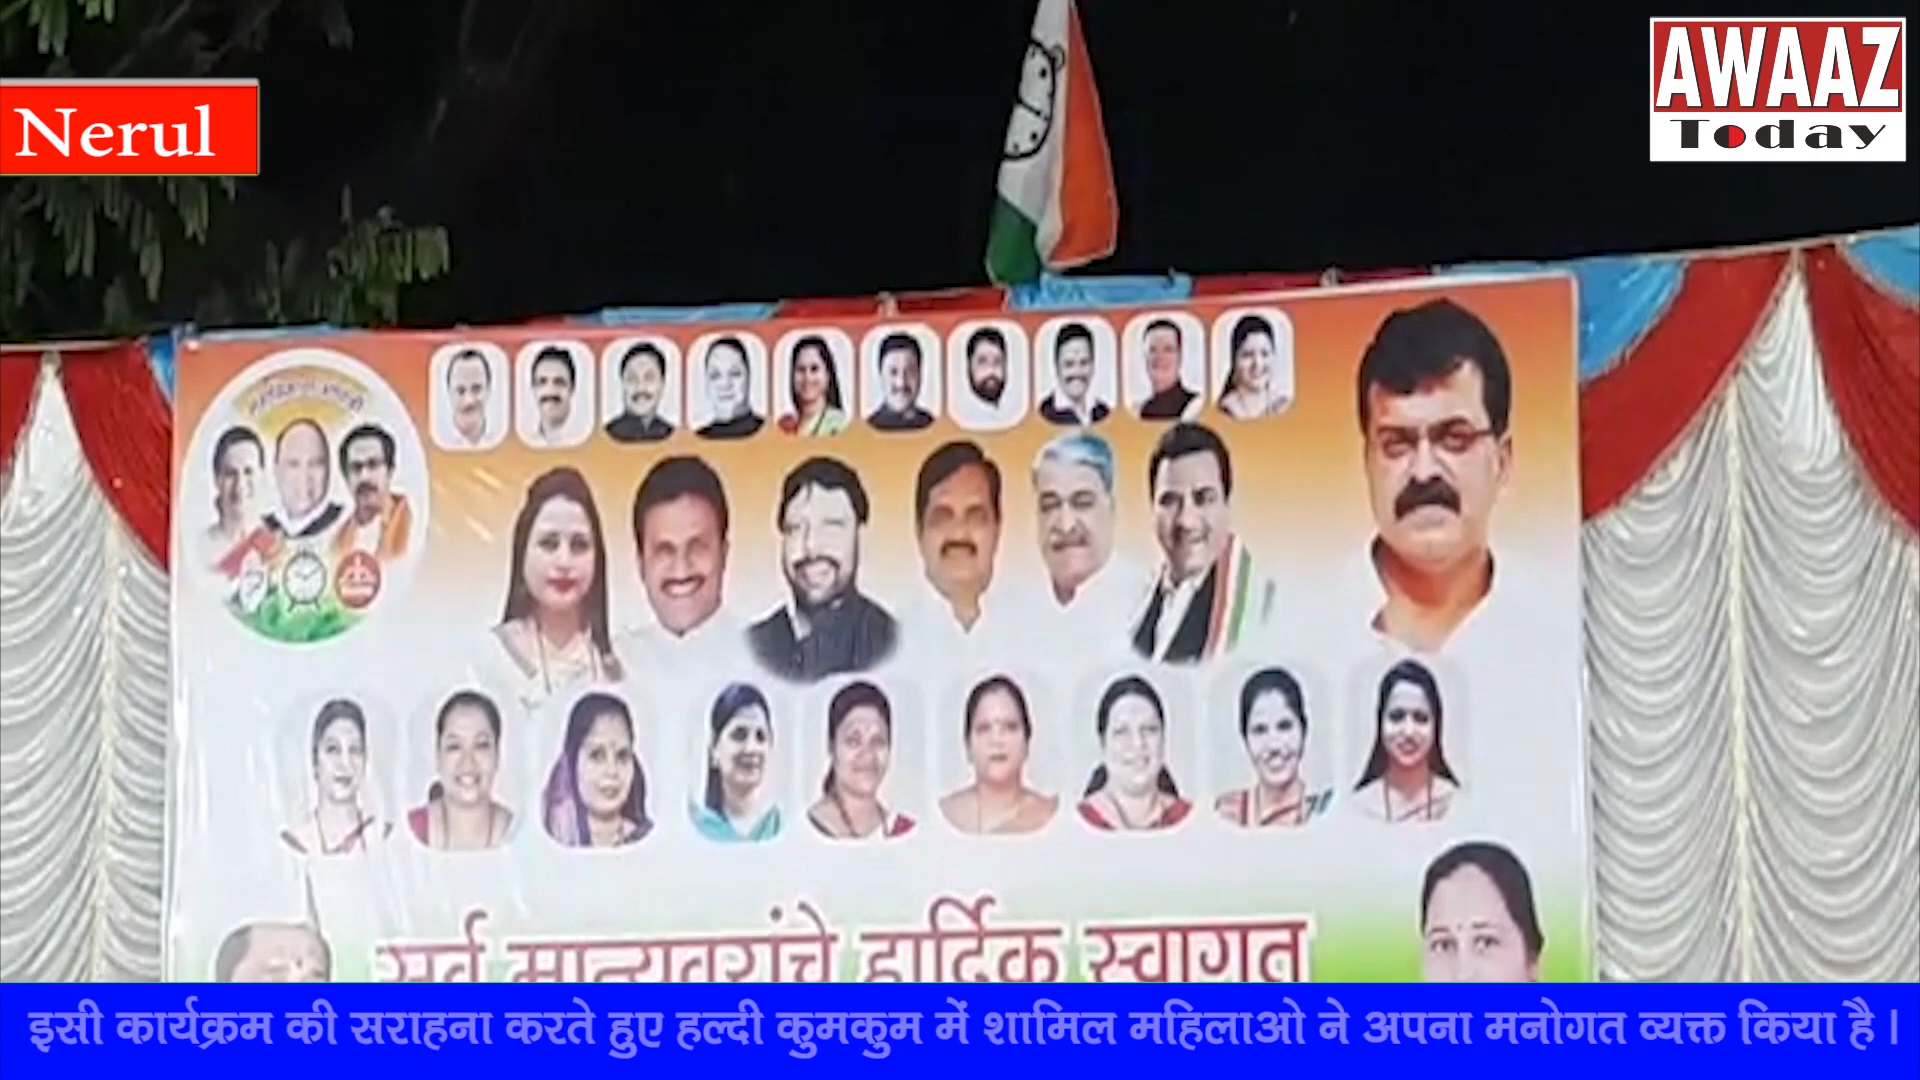 AWAAZ
Today
Nerul
सर्व मान्यवरांचे हार्दिक स्वागत
इसी कार्यक्रम की सराहना करते हुए हल्दी कुमकुम में शामिल महिलाओ ने अपना मनोगत व्यक्त किया है ।